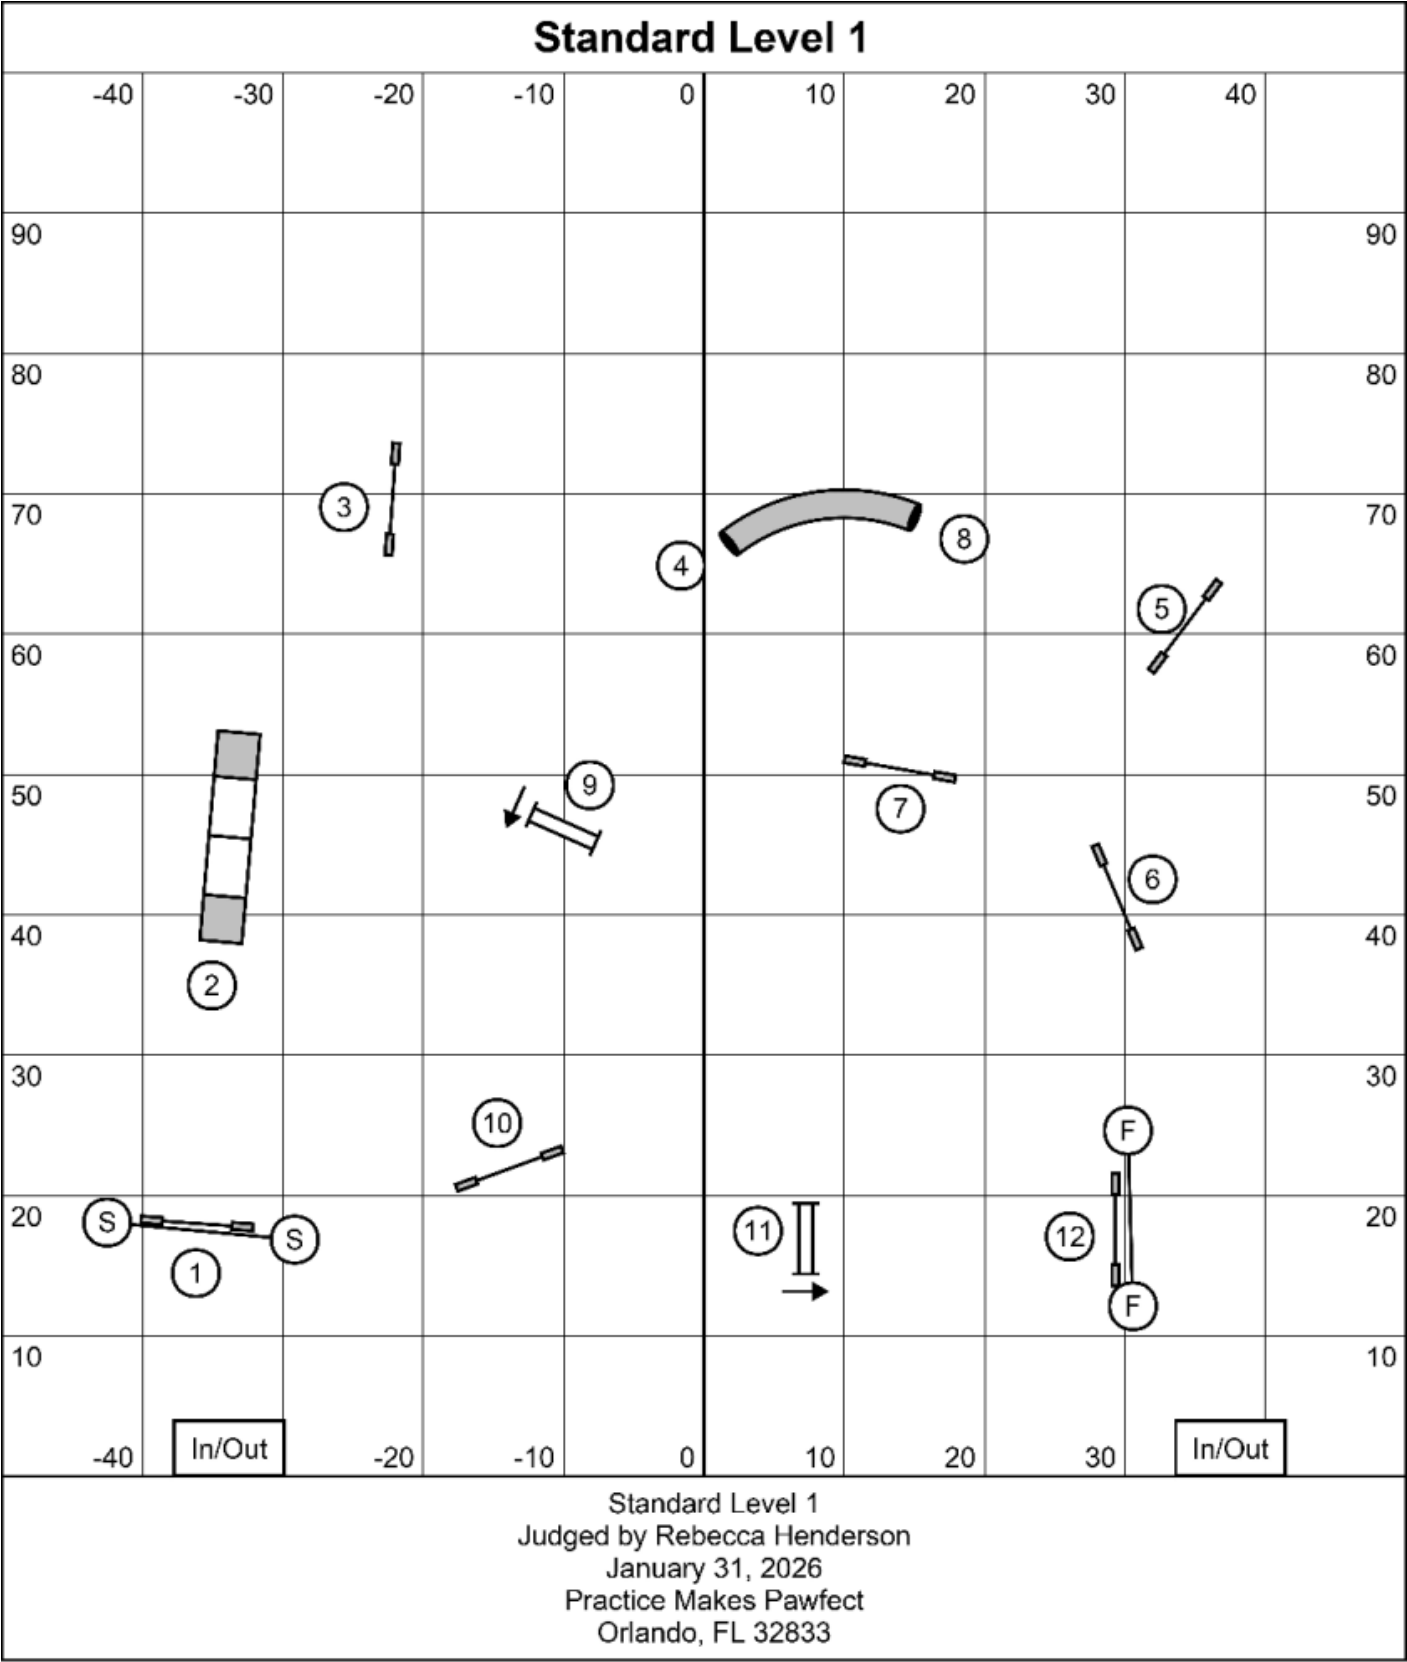 Standard Level 1
-40 -30 -20 -10 0 10 20 30 40
90 90
80 80
3 70 8 70
4
5
60 60
9
50 7 50
6
40 40
2
30 30
10 F
S 20 S 11 12 20
1
F
10 10
-40 In/Out -20 -10 0 10 20 30 In/Out
Standard Level 1
Judged by Rebecca Henderson
January 31, 2026
Practice Makes Pawfect
Orlando, FL 32833